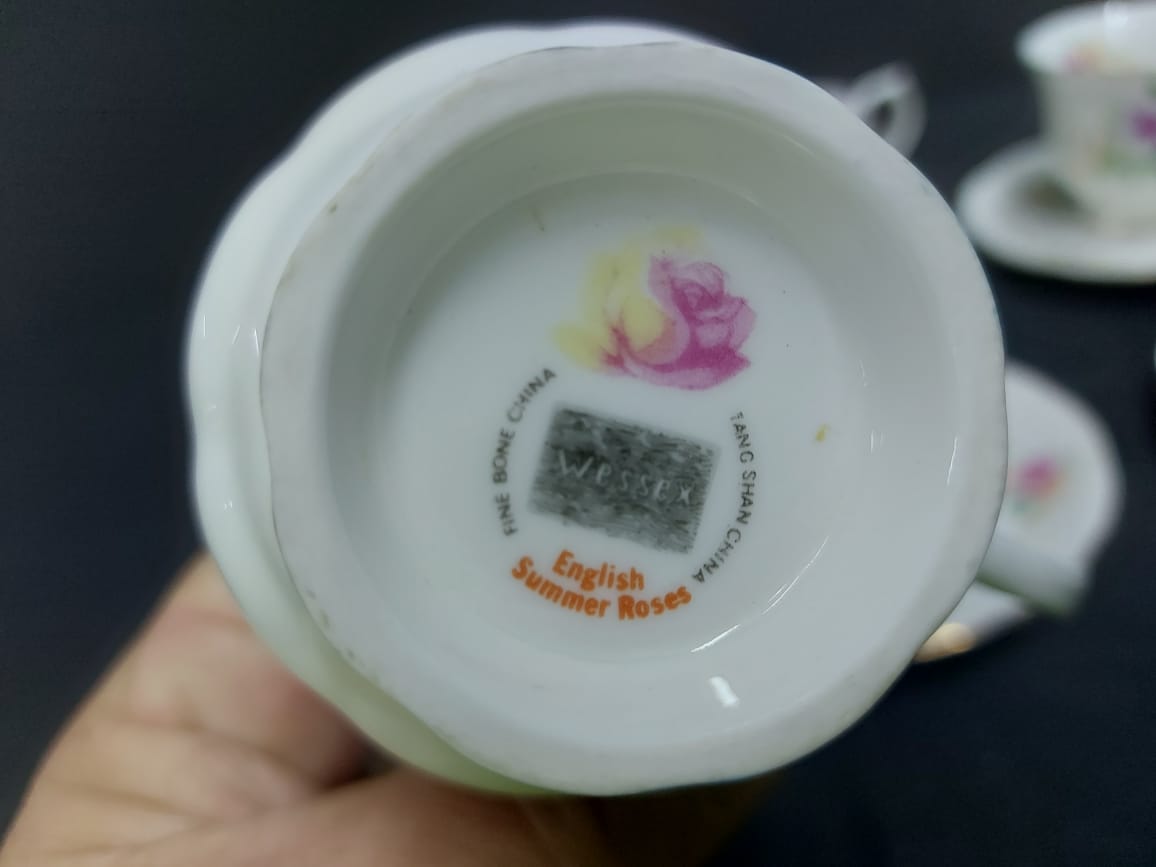 FINE BONE CHINA
WESSEX
TANG SHAN CHINA
English
Summer Roses